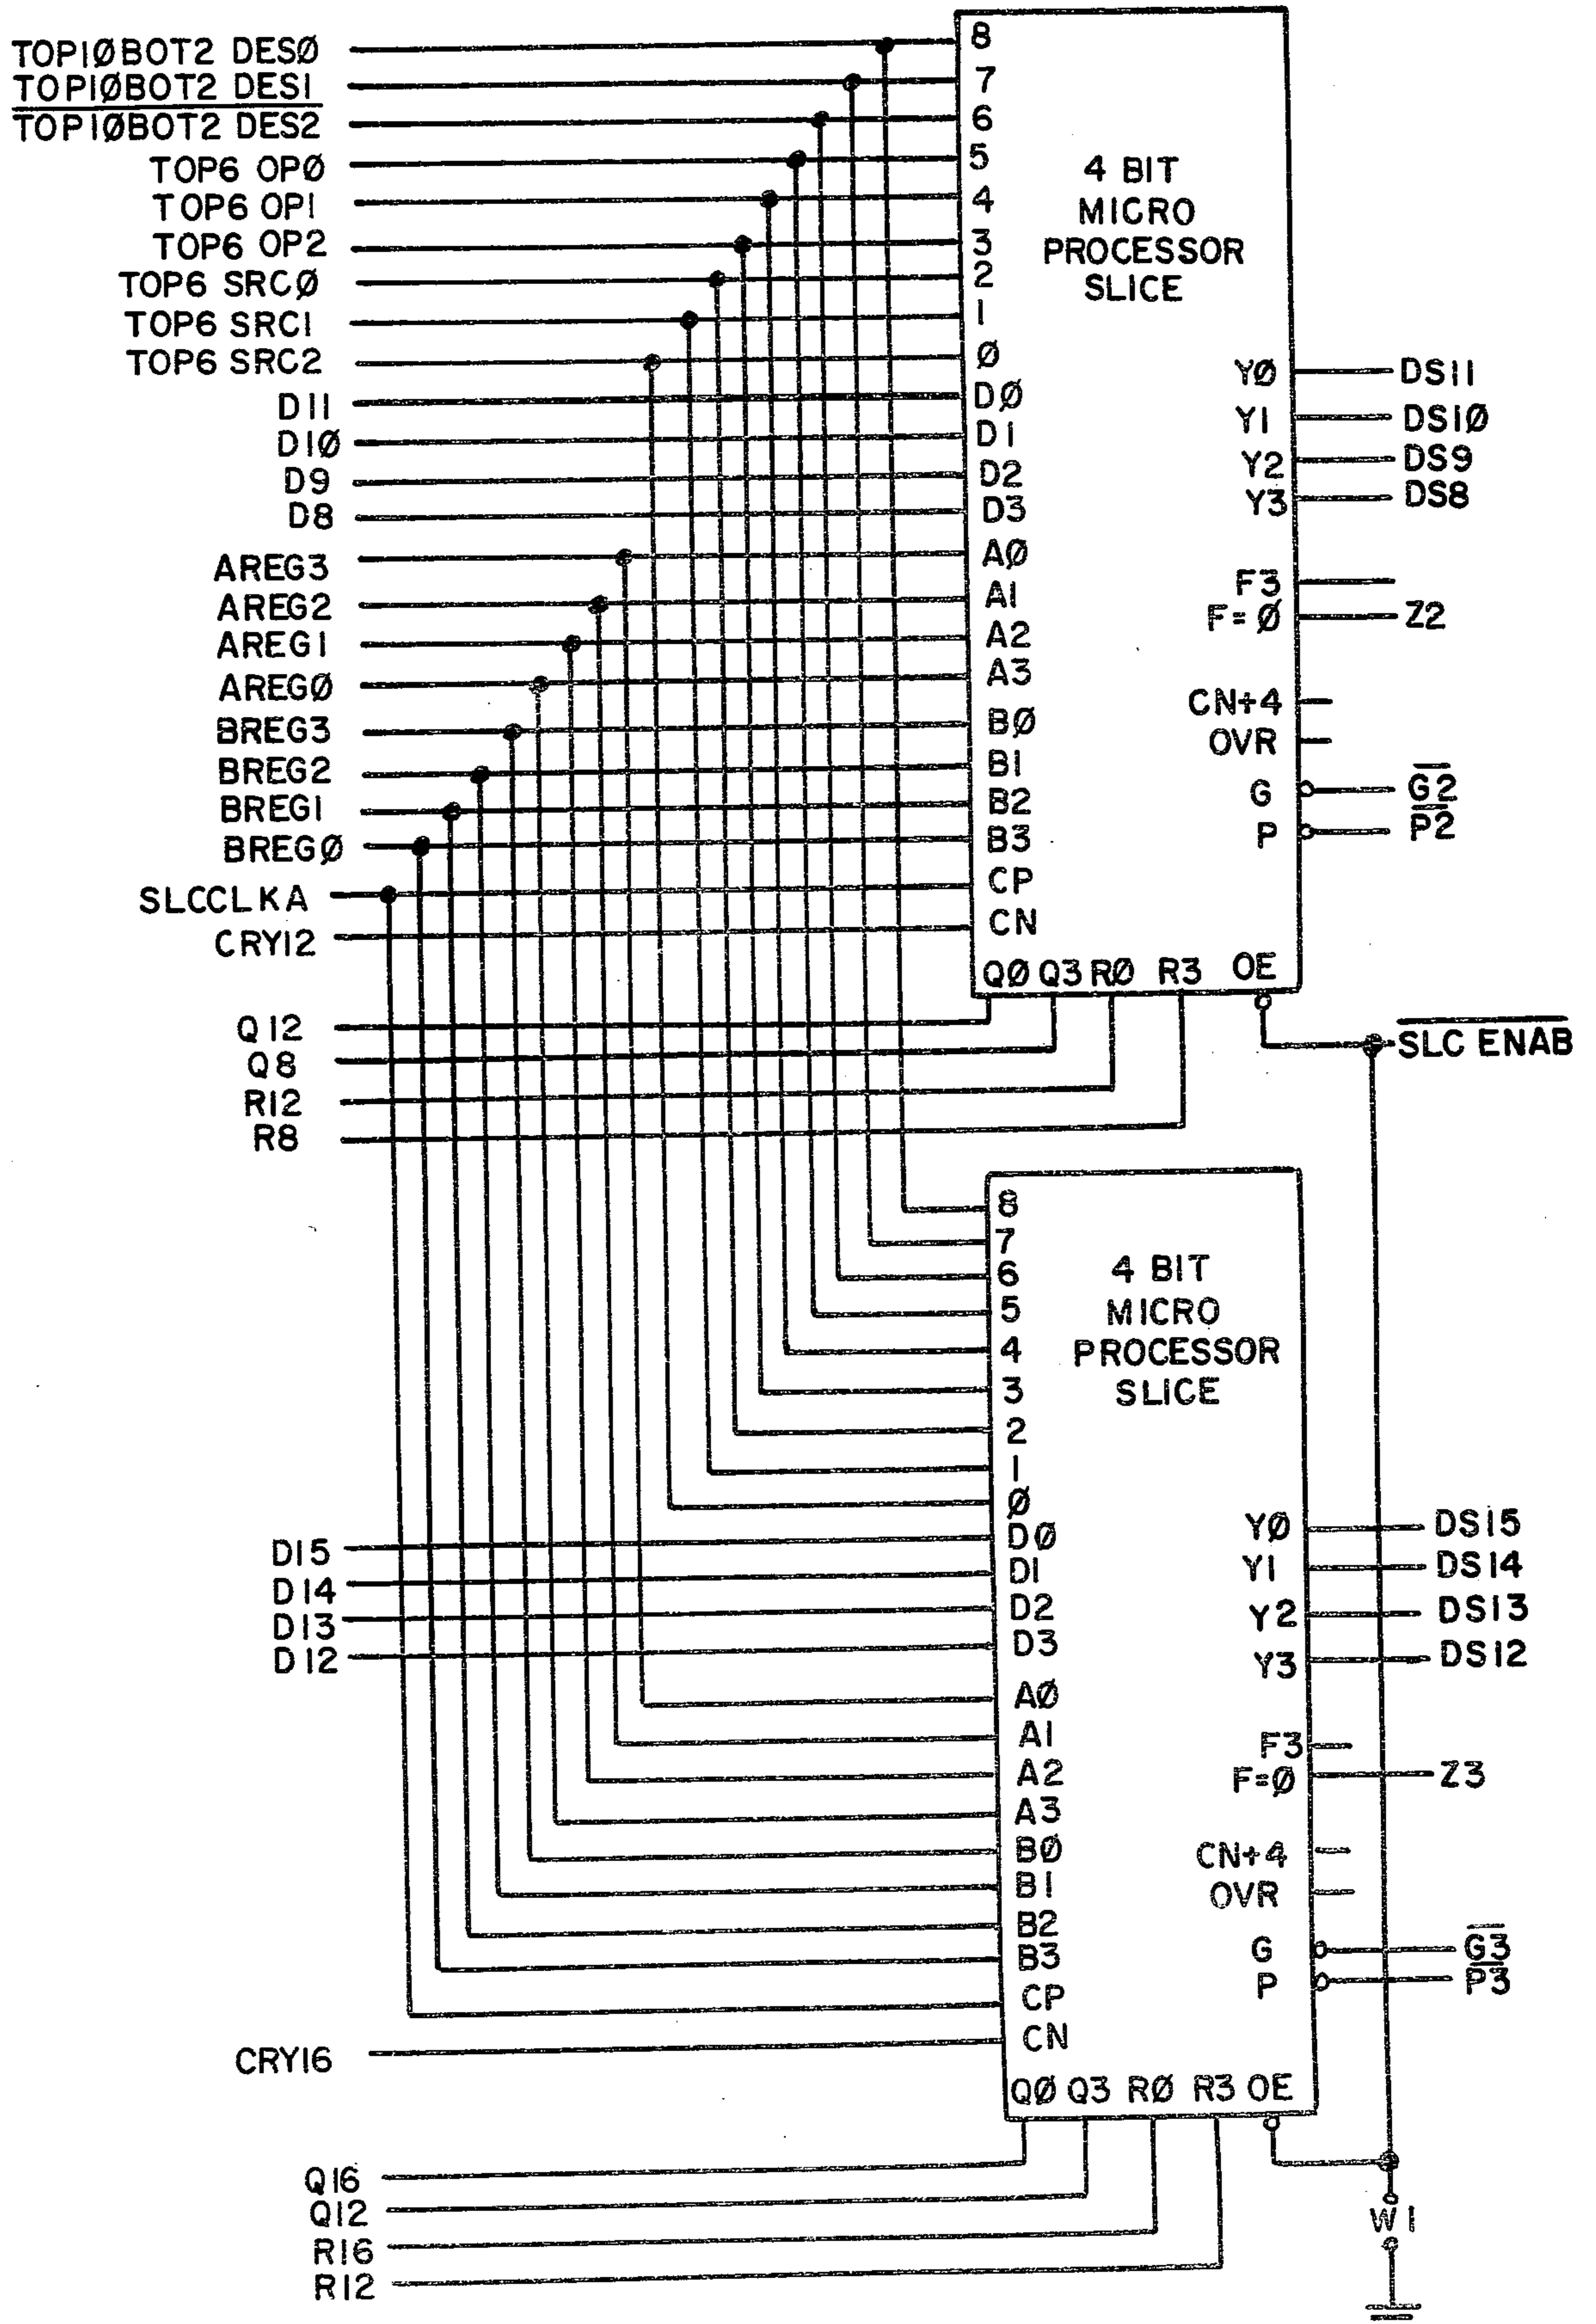 TOP1ØBOT2 DESØ 8
TOP1ØBOT2 DES1 7
TOP1ØBOT2 DES2 6
TOP6 OPØ 5
TOP6 OP1 4
TOP6 OP2 3
TOP6 SRCØ 2
TOP6 SRC1 1
TOP6 SRC2 Ø
4 BIT
MICRO
PROCESSOR
SLICE
D11 DØ
D1Ø D1
D9 D2
D8 D3
AREG3 AØ
AREG2 A1
AREG1 A2
AREGØ A3
BREG3 BØ
BREG2 B1
BREG1 B2
BREGØ B3
SLCCLKA CP
CRY12 CN
YØ DS11
Y1 DS1Ø
Y2 DS9
Y3 DS8
F3
F=Ø Z2
CN+4
OVR
G G2
P P2
QØ Q3 RØ R3 OE
Q12
Q8
R12
R8
SLC ENAB
8
7
6
5
4
3
2
1
Ø
4 BIT
MICRO
PROCESSOR
SLICE
D15 DØ
D14 D1
D13 D2
D12 D3
AØ
A1
A2
A3
BØ
B1
B2
B3
CP
CRY16 CN
YØ DS15
Y1 DS14
Y2 DS13
Y3 DS12
F3
F=Ø Z3
CN+4
OVR
G G3
P P3
QØ Q3 RØ R3 OE
Q16
Q12
R16
R12
W1